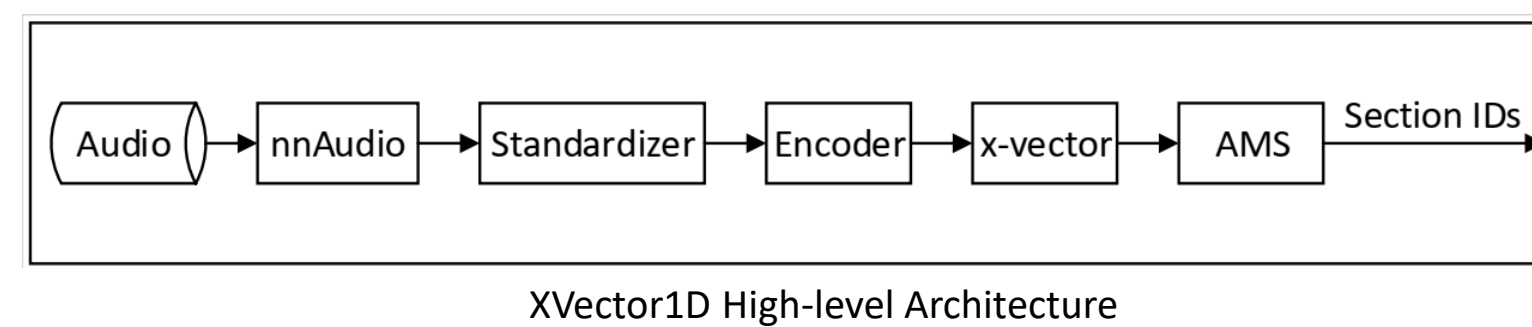 Audio nnAudio Standardizer Encoder x-vector AMS Section IDs
XVector1D High-level Architecture